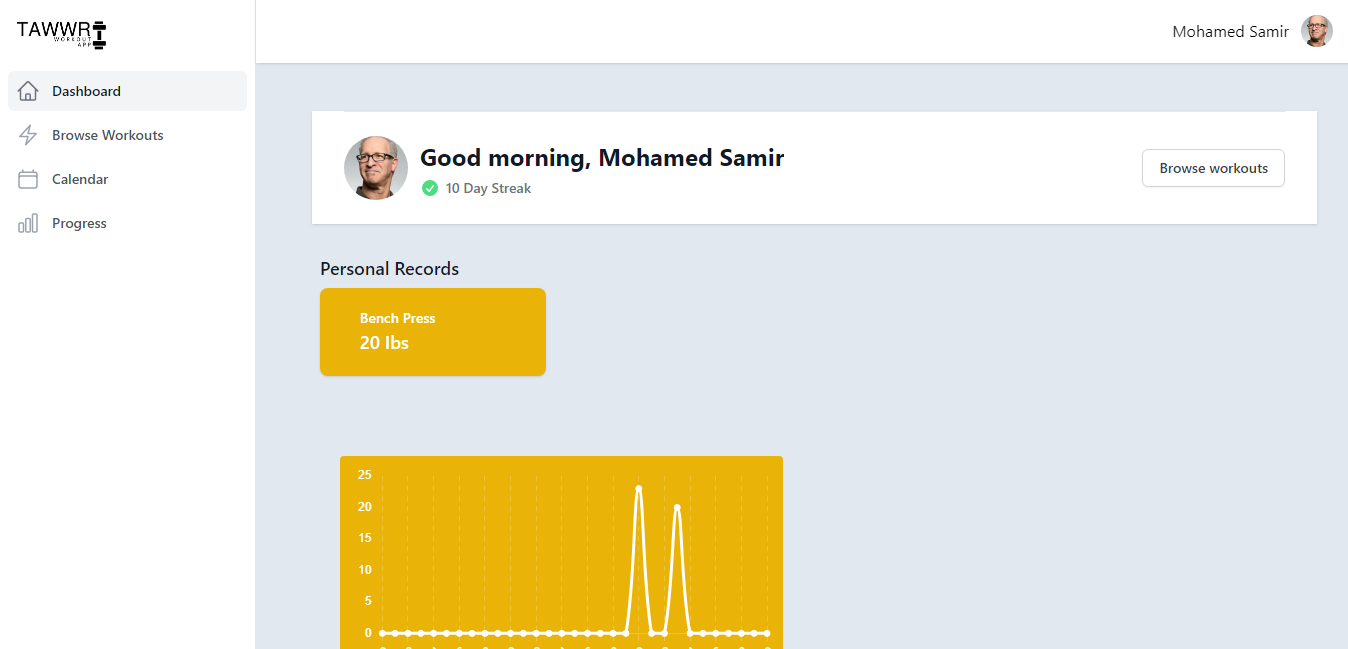 TAWWR
WORKOUT
APP
Mohamed Samir
Dashboard
Browse Workouts
Calendar
Progress
Good morning, Mohamed Samir
10 Day Streak
Browse workouts
Personal Records
Bench Press
20 lbs
25
20
15
10
5
0